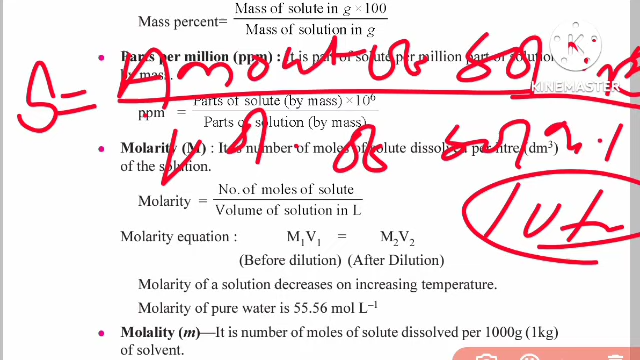 Mass percent= Mass of solute in g × 100
Mass of solution in g
• Parts per million (ppm) : It is part of solute per million part of solution
by mass.
S = Amount of sol
KINEMASTER
ppm = Parts of solute (by mass) × 10⁶
Parts of solution (by mass)
• Molarity (M) : It is number of moles of solute dissolved per litre (dm³)
of the solution.
Molarity = No. of moles of solute
Volume of solution in L
Molarity equation : M₁V₁ = M₂V₂
(Before dilution) (After Dilution)
Molarity of a solution decreases on increasing temperature.
Molarity of pure water is 55.56 mol L⁻¹
• Molality (m)—It is number of moles of solute dissolved per 1000g (1kg)
of solvent.